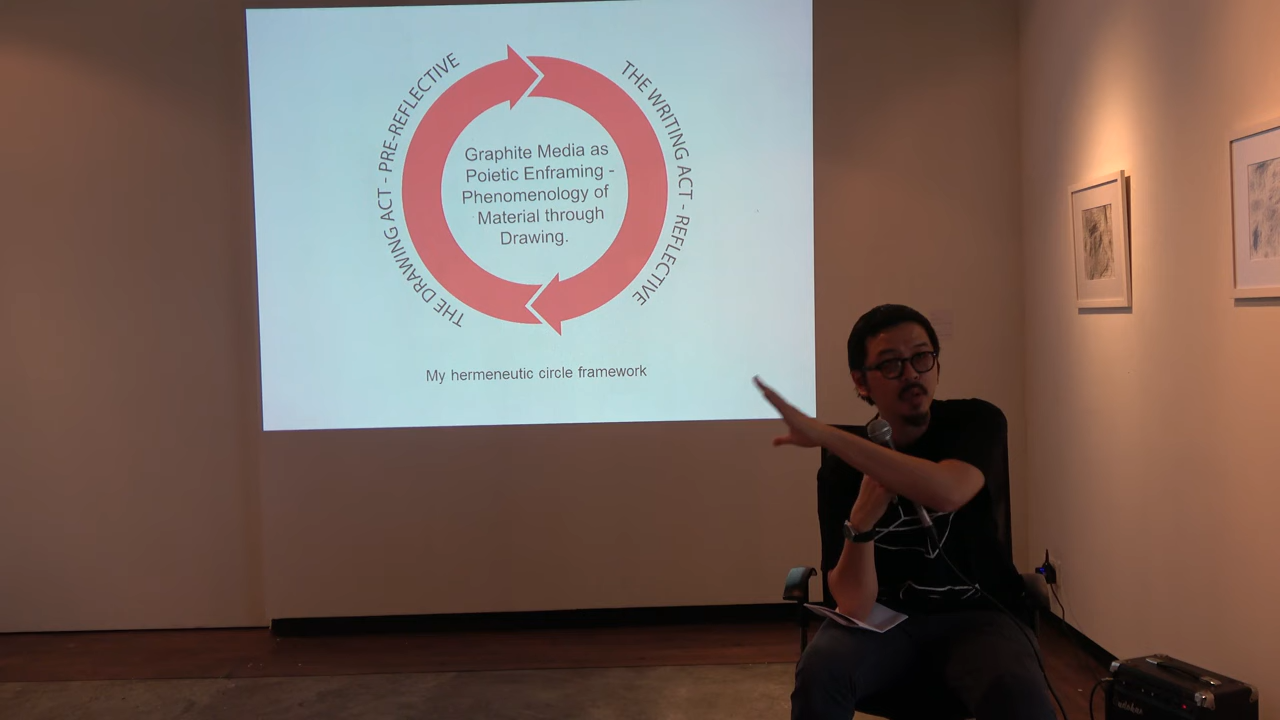 THE DRAWING ACT - PRE-REFLECTIVE
THE WRITING ACT - REFLECTIVE
Graphite Media as
Poietic Enframing -
Phenomenology of
Material through
Drawing.
My hermeneutic circle framework